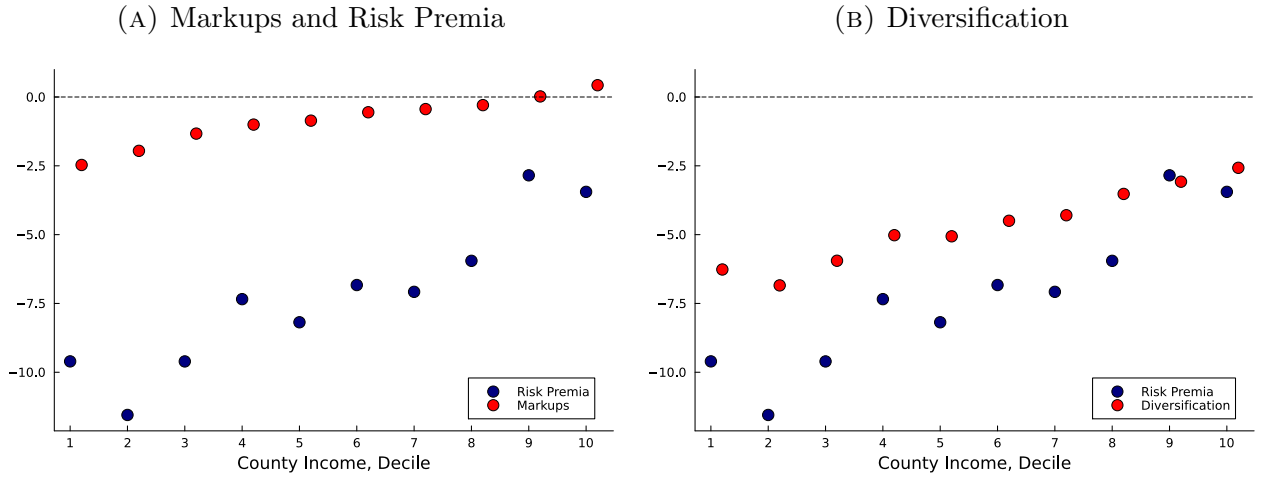 (A) Markups and Risk Premia
0.0
−2.5
−5.0
−7.5
−10.0
Risk Premia
Markups
1 2 3 4 5 6 7 8 9 10
County Income, Decile
(B) Diversification
0.0
−2.5
−5.0
−7.5
−10.0
Risk Premia
Diversification
1 2 3 4 5 6 7 8 9 10
County Income, Decile